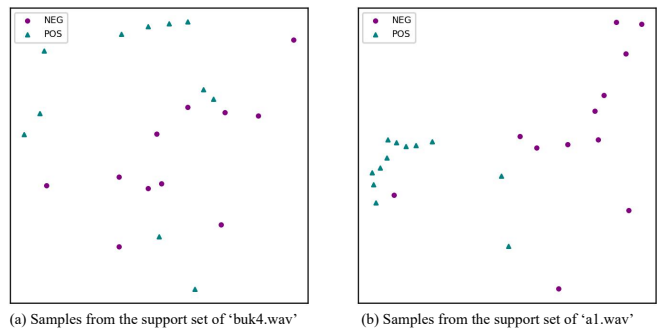 NEG
POS
NEG
POS
(a) Samples from the support set of ‘buk4.wav’
(b) Samples from the support set of ‘a1.wav’